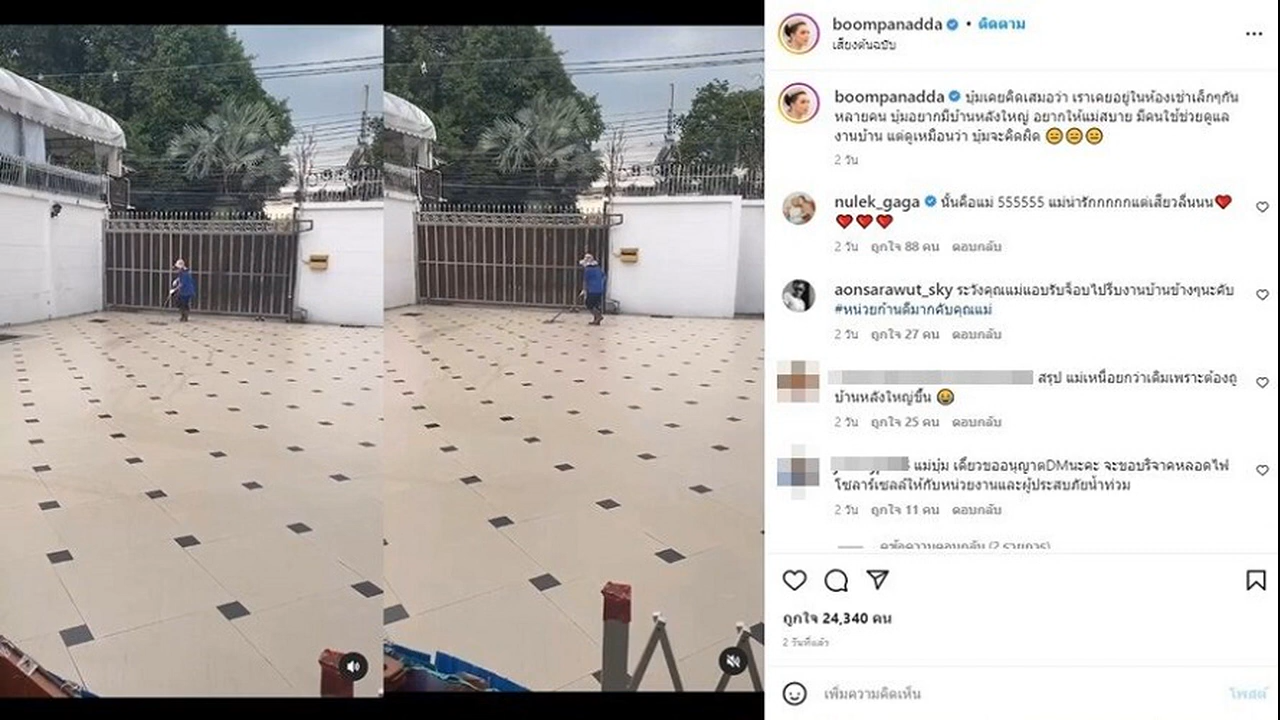 boompanadda • ติดตาม
เสียงต้นฉบับ
boompanadda บุ๋มเคยคิดเสมอว่า เราเคยอยู่ในห้องเช่าเล็กๆกัน
หลายคน บุ๋มอยากมีบ้านหลังใหญ่ อยากให้แม่สบาย มีคนใช้ช่วยดูแล
งานบ้าน แต่ดูเหมือนว่า บุ๋มจะคิดผิด 😑😑😑
2 วัน
nulek_gaga นั้นคือแม่ 555555 แม่น่ารักกกกกแต่เสียวลื่นนน❤️
❤️❤️❤️
2 วัน ถูกใจ 88 คน ตอบกลับ
aonsarawut_sky ระวังคุณแม่แอบรับจ็อบไปรีบงานบ้านข้างๆนะคับ
#หน่วยก้านดีมากคับคุณแม่
2 วัน ถูกใจ 27 คน ตอบกลับ
สรุป แม่เหนื่อยกว่าเดิมเพราะต้องถู
บ้านหลังใหญ่ขึ้น 😂
2 วัน ถูกใจ 25 คน ตอบกลับ
แม่บุ๋ม เดี๋ยวขออนุญาตDMนะคะ จะขอบริจาคหลอดไฟ
โซลาร์เซลล์ให้กับหน่วยงานและผู้ประสบภัยน้ำท่วม
2 วัน ถูกใจ 11 คน ตอบกลับ
ดูข้อความตอบกลับ (2 รายการ)
ถูกใจ 24,340 คน
2 วันที่แล้ว
เพิ่มความคิดเห็น
โพสต์